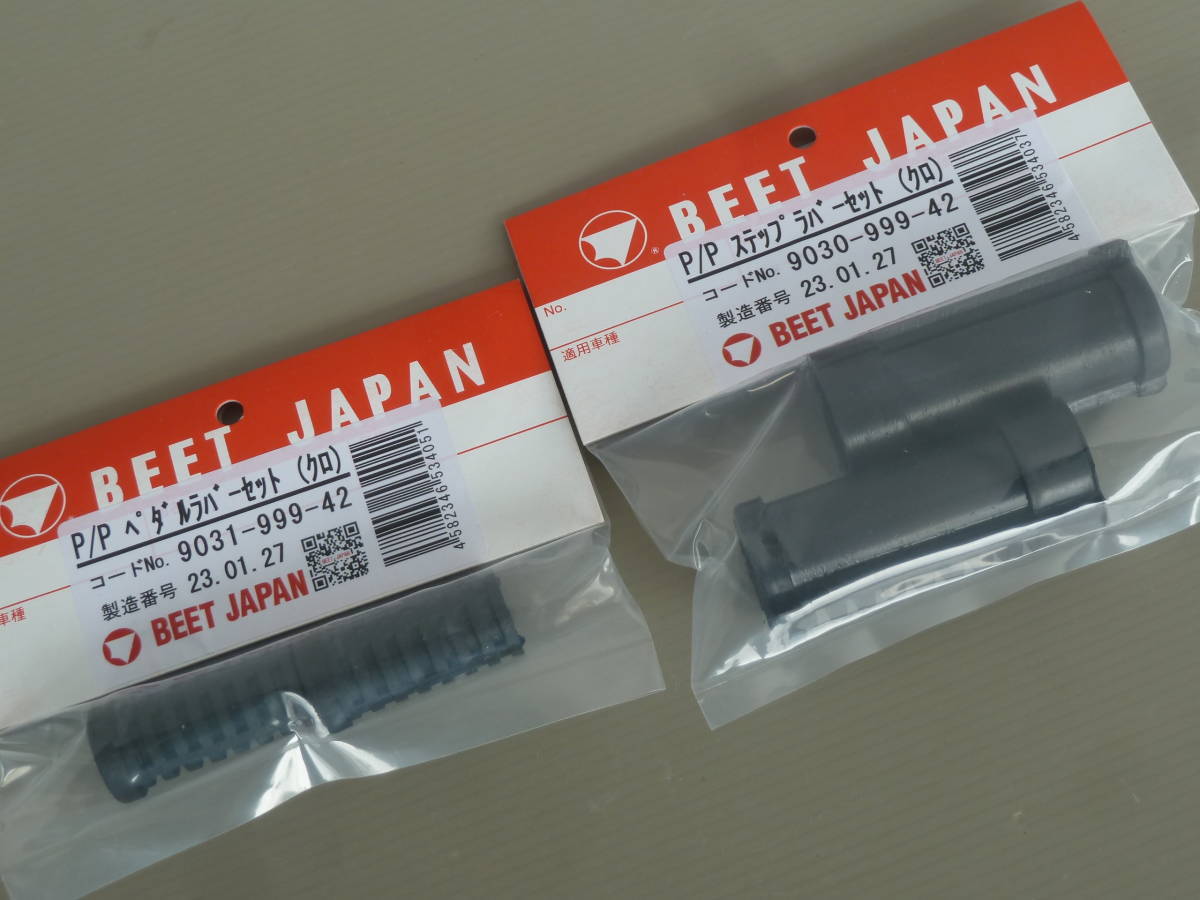 BEET JAPAN
P/P ペダルラバーセット (クロ)
コードNo. 9031-999-42
製造番号 23.01.27
BEET JAPAN
4582346534051
車種
BEET JAPAN
®
P/P ステップラバーセット (クロ)
コードNo. 9030-999-42
製造番号 23.01.27
BEET JAPAN
4582346534037
No.
適用車種